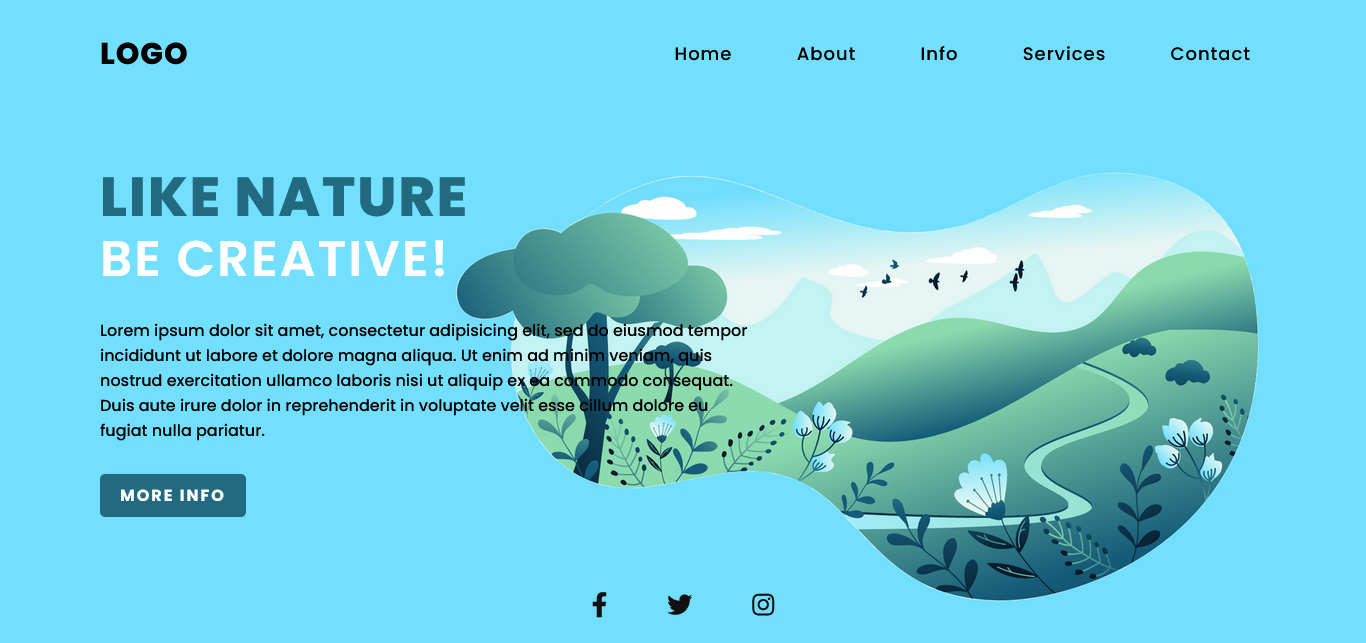 LOGO
Home About Info Services Contact
LIKE NATURE
BE CREATIVE!
Lorem ipsum dolor sit amet, consectetur adipisicing elit, sed do eiusmod tempor
incididunt ut labore et dolore magna aliqua. Ut enim ad minim veniam, quis
nostrud exercitation ullamco laboris nisi ut aliquip ex ea commodo consequat.
Duis aute irure dolor in reprehenderit in voluptate velit esse cillum dolore eu
fugiat nulla pariatur.
MORE INFO